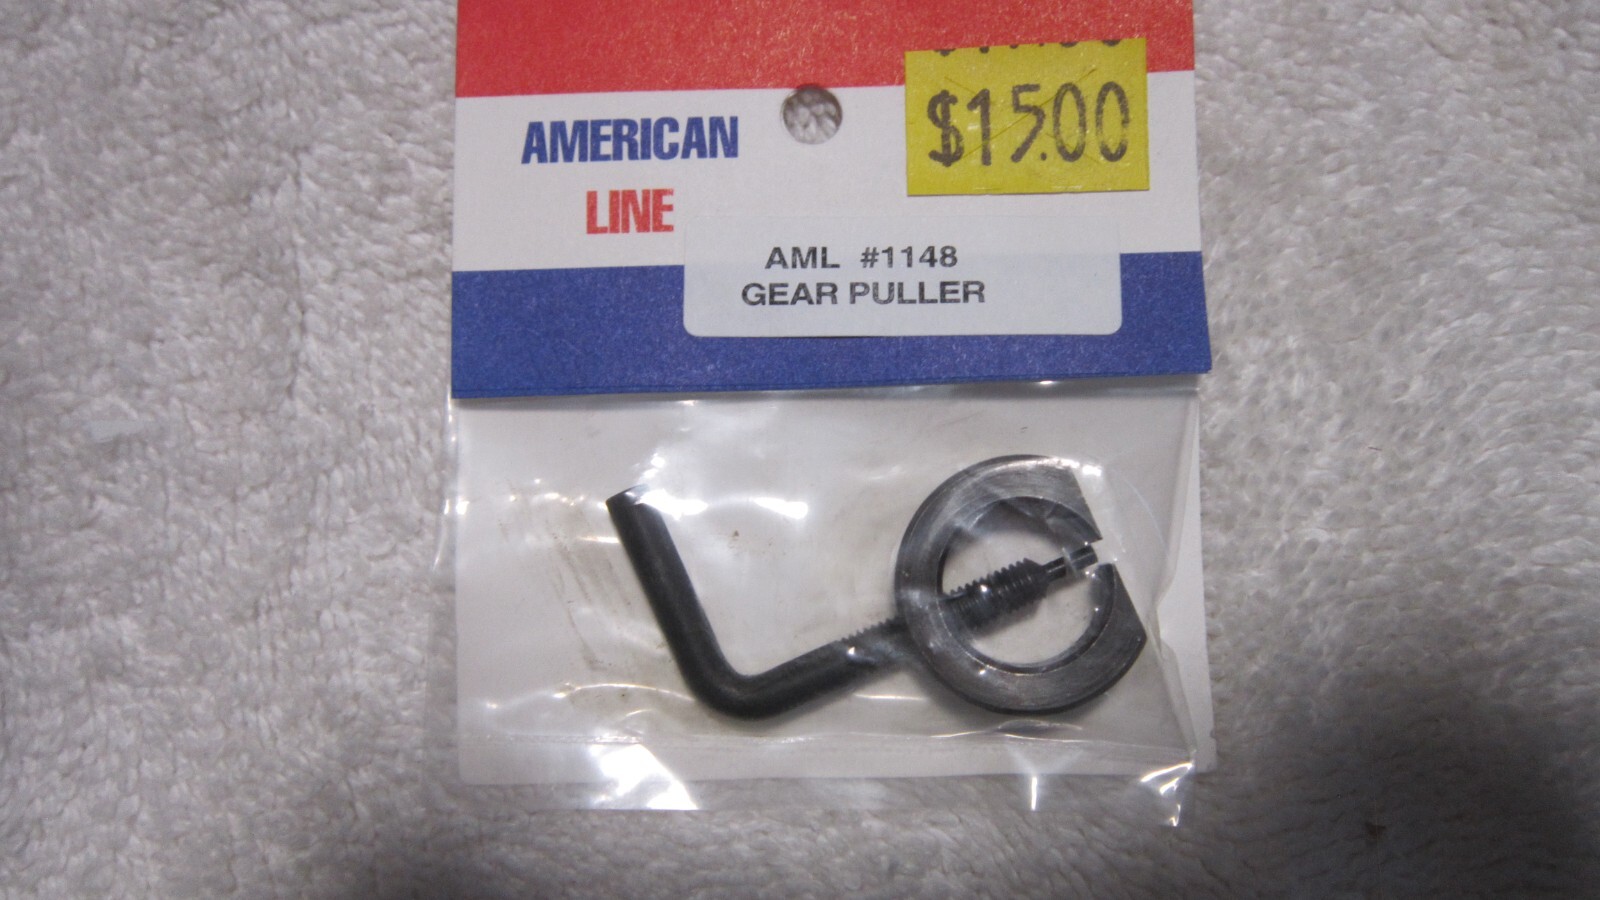 $15.00
AMERICAN
LINE
AML #1148
GEAR PULLER